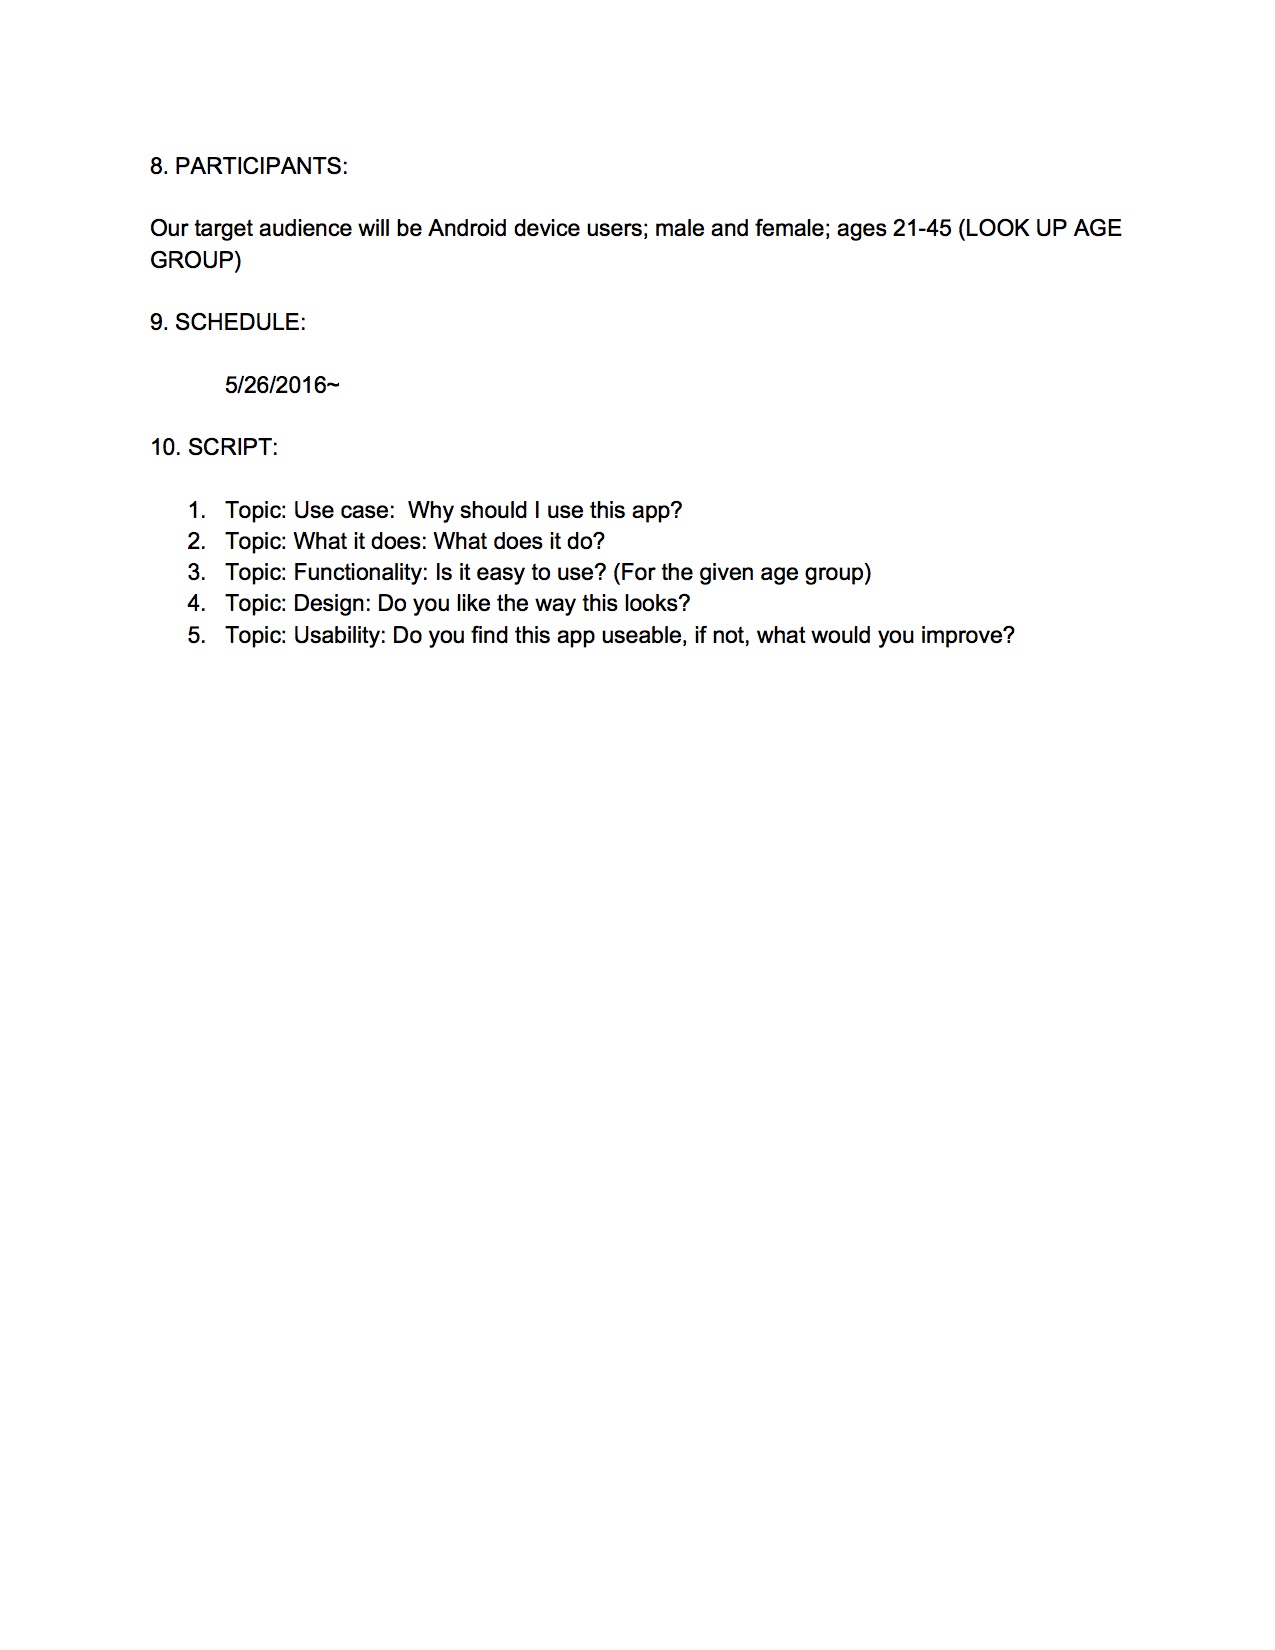 8. PARTICIPANTS:
Our target audience will be Android device users; male and female; ages 21-45 (LOOK UP AGE
GROUP)
9. SCHEDULE:
5/26/2016~
10. SCRIPT:
1. Topic: Use case:  Why should I use this app?
2. Topic: What it does: What does it do?
3. Topic: Functionality: Is it easy to use? (For the given age group)
4. Topic: Design: Do you like the way this looks?
5. Topic: Usability: Do you find this app useable, if not, what would you improve?